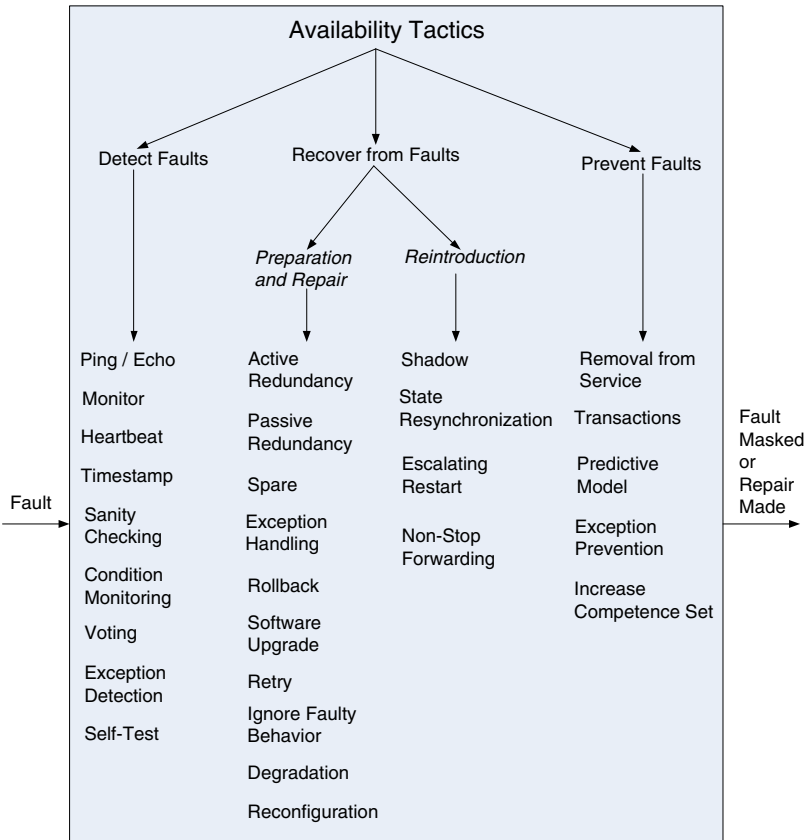 Availability Tactics
Detect Faults
Recover from Faults
Prevent Faults
Preparation
and Repair
Reintroduction
Ping / Echo
Monitor
Heartbeat
Timestamp
Sanity
Checking
Condition
Monitoring
Voting
Exception
Detection
Self-Test
Active
Redundancy
Passive
Redundancy
Spare
Exception
Handling
Rollback
Software
Upgrade
Retry
Ignore Faulty
Behavior
Degradation
Reconfiguration
Shadow
State
Resynchronization
Escalating
Restart
Non-Stop
Forwarding
Removal from
Service
Transactions
Predictive
Model
Exception
Prevention
Increase
Competence Set
Fault
Fault
Masked
or
Repair
Made